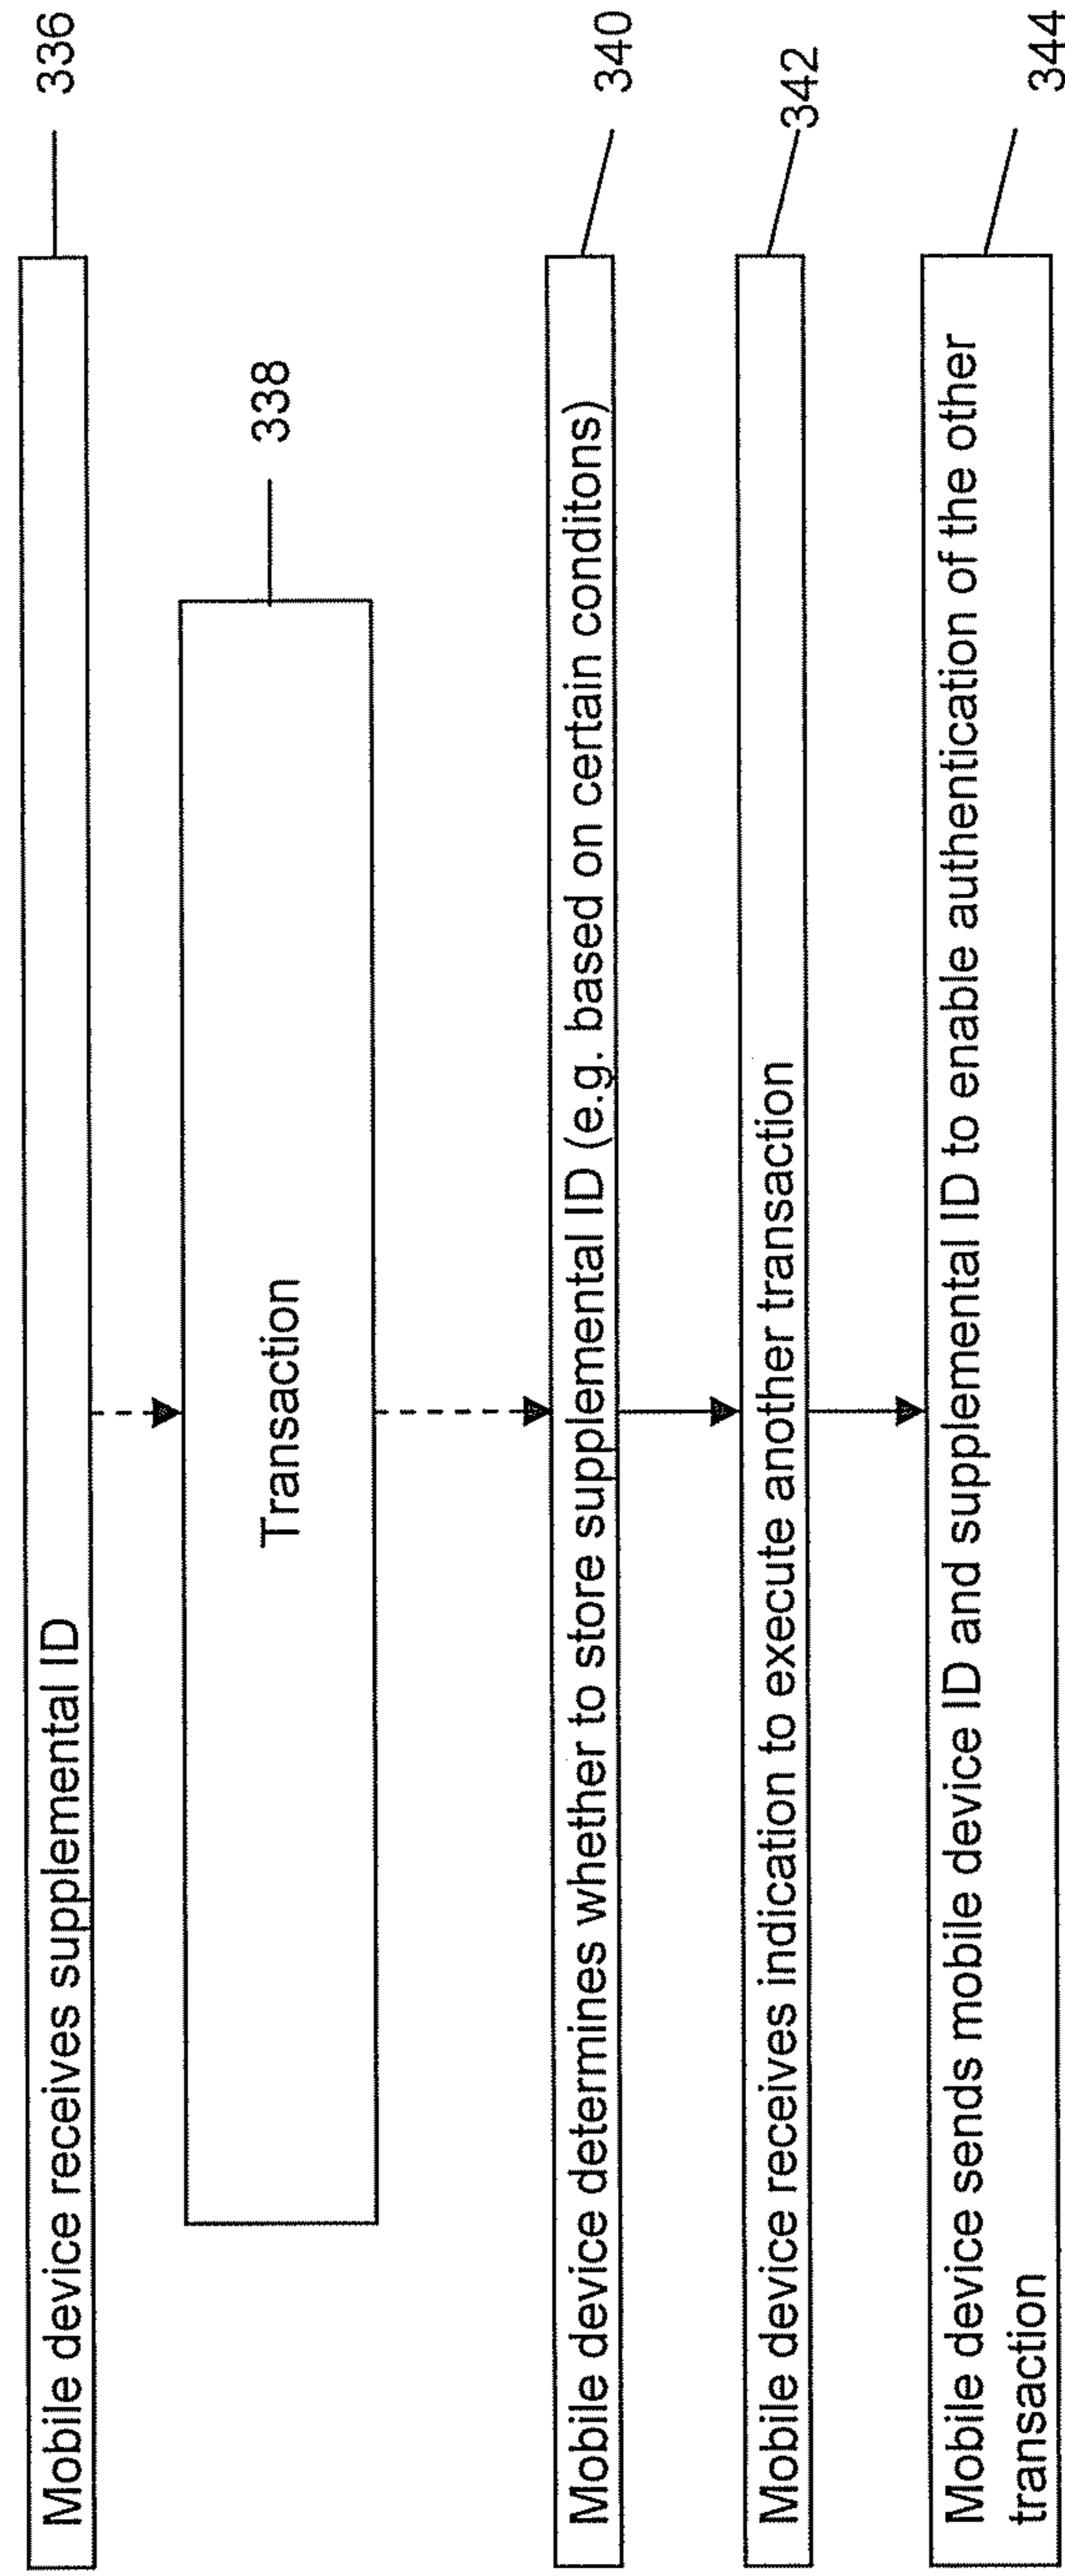 Mobile device receives supplemental ID
336
Transaction
338
Mobile device determines whether to store supplemental ID (e.g. based on certain conditons)
340
Mobile device receives indication to execute another transaction
342
Mobile device sends mobile device ID and supplemental ID to enable authentication of the other
transaction
344